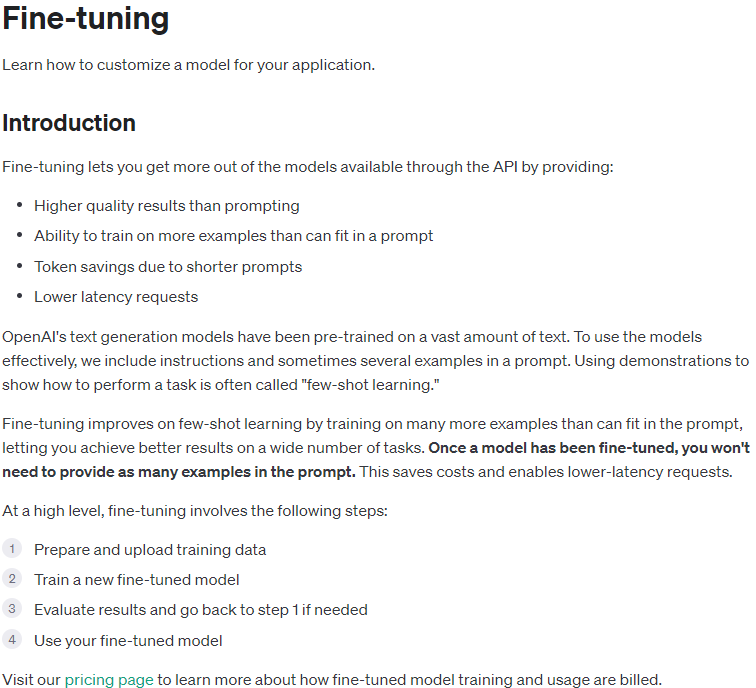 Fine-tuning
Learn how to customize a model for your application.
Introduction
Fine-tuning lets you get more out of the models available through the API by providing:
• Higher quality results than prompting
• Ability to train on more examples than can fit in a prompt
• Token savings due to shorter prompts
• Lower latency requests
OpenAI's text generation models have been pre-trained on a vast amount of text. To use the models
effectively, we include instructions and sometimes several examples in a prompt. Using demonstrations to
show how to perform a task is often called "few-shot learning."
Fine-tuning improves on few-shot learning by training on many more examples than can fit in the prompt,
letting you achieve better results on a wide number of tasks. Once a model has been fine-tuned, you won't
need to provide as many examples in the prompt. This saves costs and enables lower-latency requests.
At a high level, fine-tuning involves the following steps:
1 Prepare and upload training data
2 Train a new fine-tuned model
3 Evaluate results and go back to step 1 if needed
4 Use your fine-tuned model
Visit our pricing page to learn more about how fine-tuned model training and usage are billed.